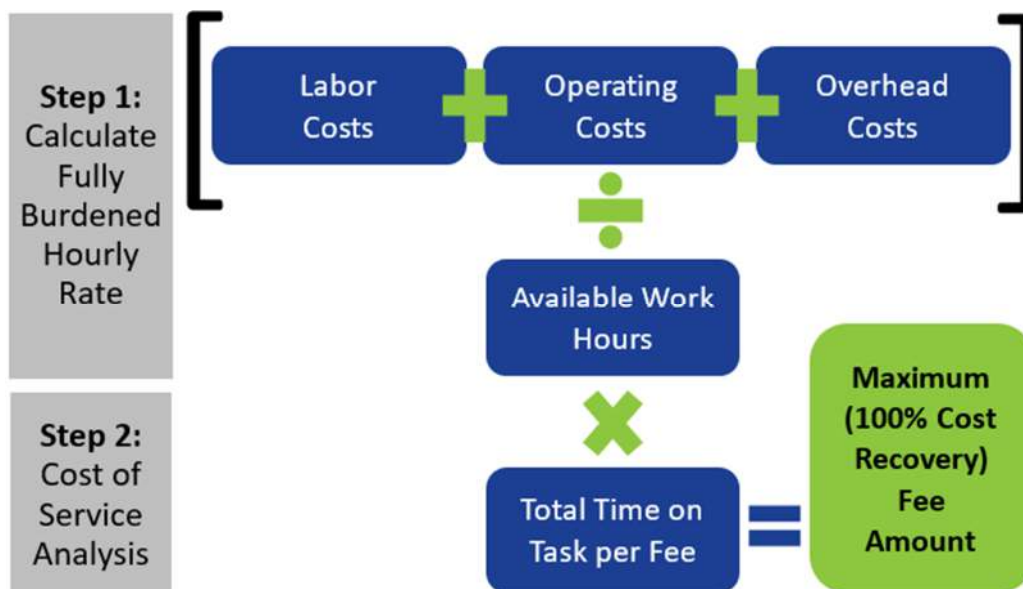 Step 1:
Calculate
Fully
Burdened
Hourly
Rate
Labor
Costs
Operating
Costs
Overhead
Costs
Available Work
Hours
Step 2:
Cost of
Service
Analysis
Total Time on
Task per Fee
Maximum
(100% Cost
Recovery)
Fee
Amount